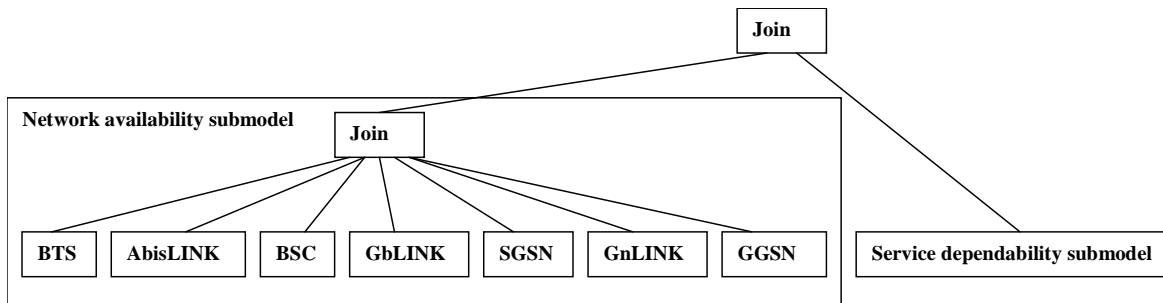 Join
Network availability submodel
Join
BTS
AbisLINK
BSC
GbLINK
SGSN
GnLINK
GGSN
Service dependability submodel